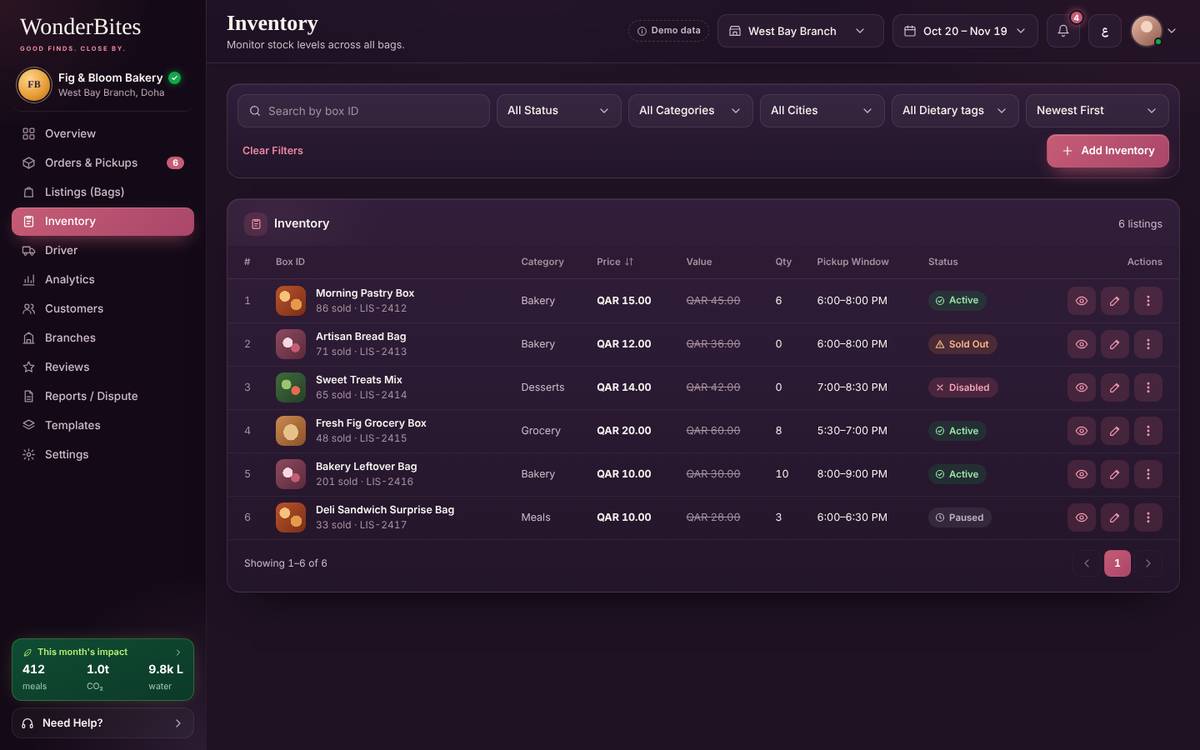 WonderBites
GOOD FINDS. CLOSE BY.
FB
Fig & Bloom Bakery
West Bay Branch, Doha
Overview
Orders & Pickups 6
Listings (Bags)
Inventory
Driver
Analytics
Customers
Branches
Reviews
Reports / Dispute
Templates
Settings
This month's impact
412 1.0t 9.8k L
meals CO₂ water
Need Help?
Inventory
Monitor stock levels across all bags.
Demo data
West Bay Branch
Oct 20 – Nov 19
4
ع
Search by box ID
All Status
All Categories
All Cities
All Dietary tags
Newest First
Clear Filters
Add Inventory
Inventory 6 listings
# Box ID Category Price Value Qty Pickup Window Status Actions
1 Morning Pastry Box Bakery QAR 15.00 QAR 45.00 6 6:00–8:00 PM Active
86 sold · LIS-2412
2 Artisan Bread Bag Bakery QAR 12.00 QAR 36.00 0 6:00–8:00 PM Sold Out
71 sold · LIS-2413
3 Sweet Treats Mix Desserts QAR 14.00 QAR 42.00 0 7:00–8:30 PM Disabled
65 sold · LIS-2414
4 Fresh Fig Grocery Box Grocery QAR 20.00 QAR 60.00 8 5:30–7:00 PM Active
48 sold · LIS-2415
5 Bakery Leftover Bag Bakery QAR 10.00 QAR 30.00 10 8:00–9:00 PM Active
201 sold · LIS-2416
6 Deli Sandwich Surprise Bag Meals QAR 10.00 QAR 28.00 3 6:00–6:30 PM Paused
33 sold · LIS-2417
Showing 1–6 of 6
1